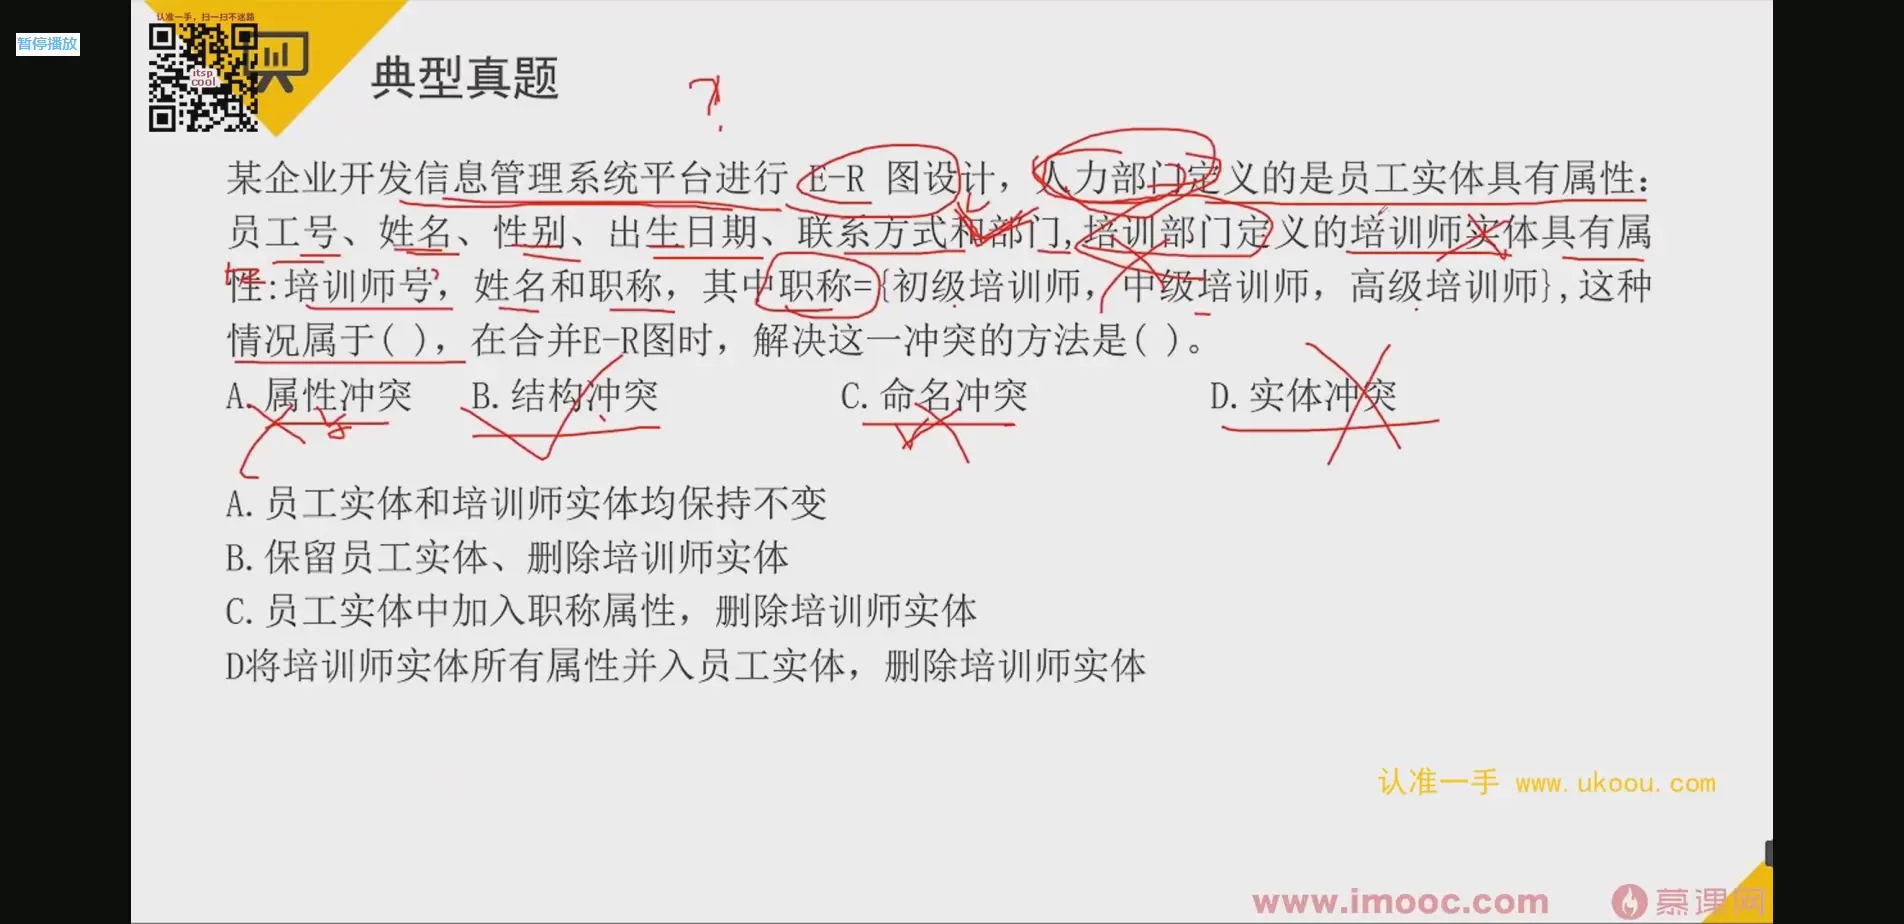 认准一手，扫一扫不迷路
暂停播放
itsp
cool
典型真题
某企业开发信息管理系统平台进行 E-R 图设计，人力部门定义的是员工实体具有属性：
员工号、姓名、性别、出生日期、联系方式和部门,培训部门定义的培训师实体具有属
性:培训师号，姓名和职称，其中职称={初级培训师，中级培训师，高级培训师},这种
情况属于( )，在合并E-R图时，解决这一冲突的方法是( )。
A.属性冲突 B.结构冲突 C.命名冲突 D.实体冲突
A.员工实体和培训师实体均保持不变
B.保留员工实体、删除培训师实体
C.员工实体中加入职称属性，删除培训师实体
D将培训师实体所有属性并入员工实体，删除培训师实体
认准一手 www.ukoou.com
www.imooc.com 慕课网